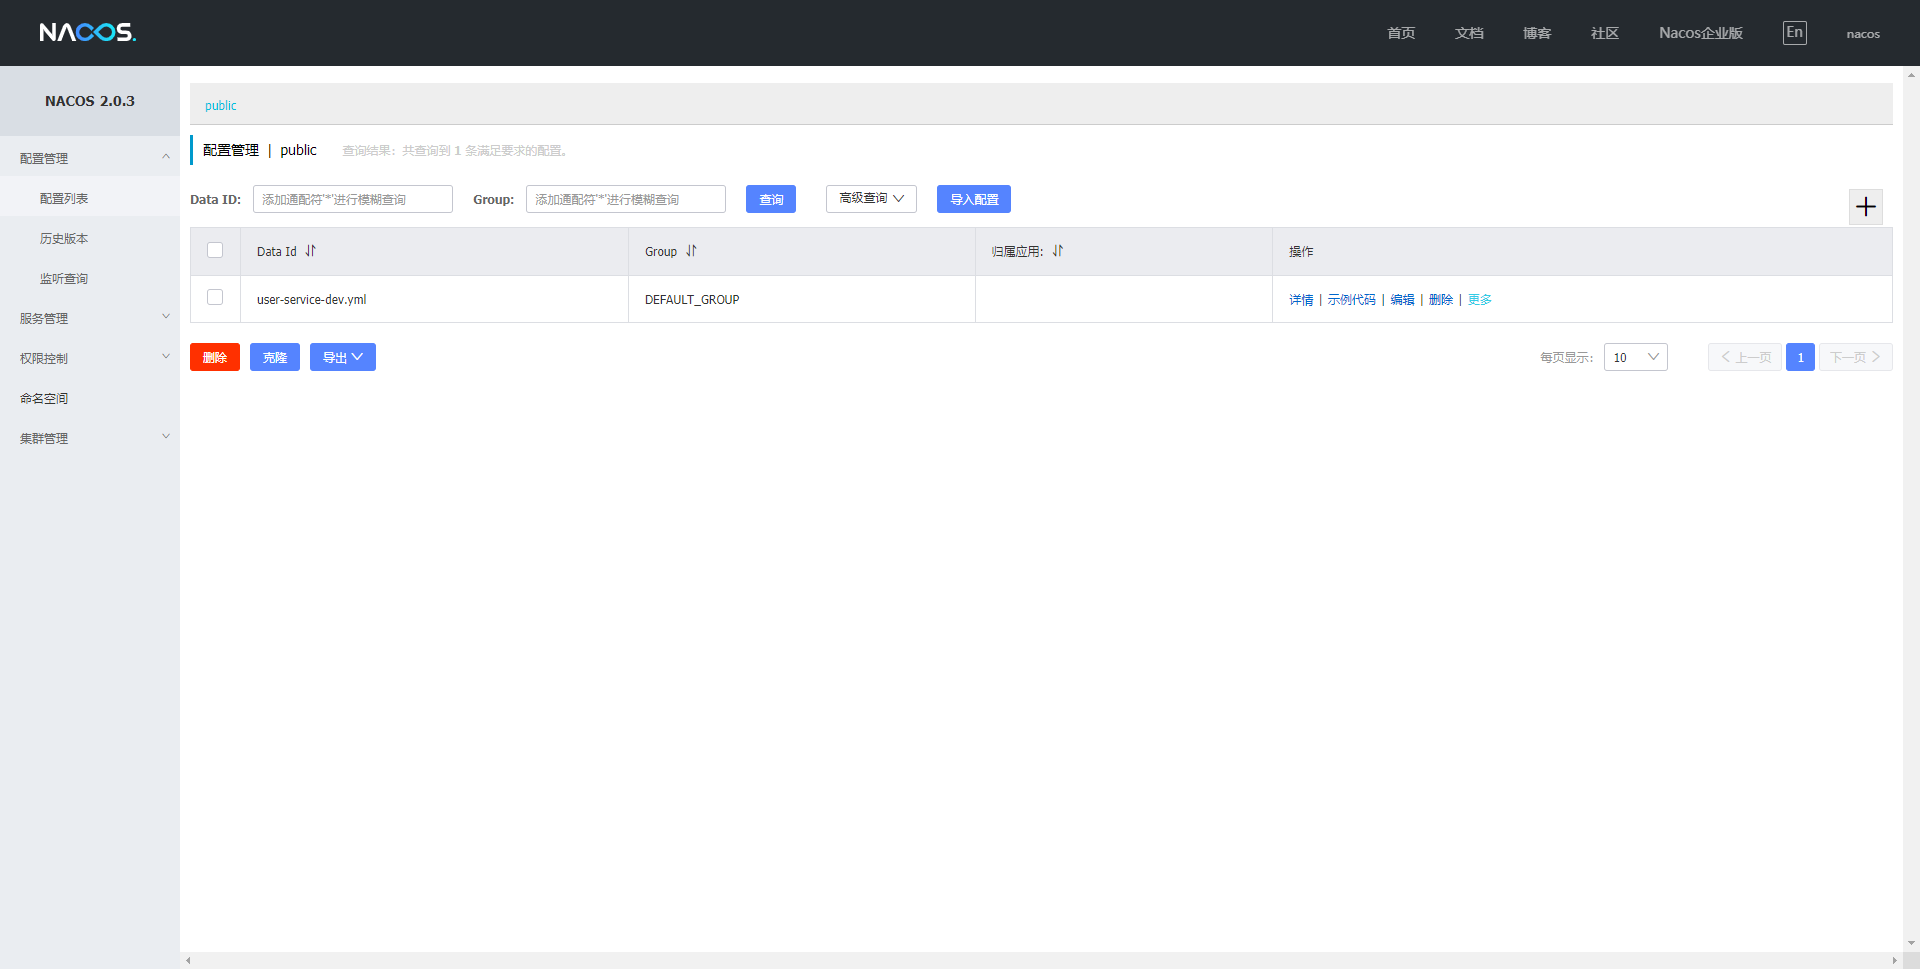 NACOS.
首页 文档 博客 社区 Nacos企业版 En nacos
NACOS 2.0.3
配置管理
配置列表
历史版本
监听查询
服务管理
权限控制
命名空间
集群管理
public
配置管理 | public 查询结果：共查询到 1 条满足要求的配置。
Data ID: 添加通配符'*'进行模糊查询 Group: 添加通配符'*'进行模糊查询 查询 高级查询 导入配置
Data Id Group 归属应用: 操作
user-service-dev.yml DEFAULT_GROUP 详情 | 示例代码 | 编辑 | 删除 | 更多
删除 克隆 导出 每页显示: 10 上一页 1 下一页